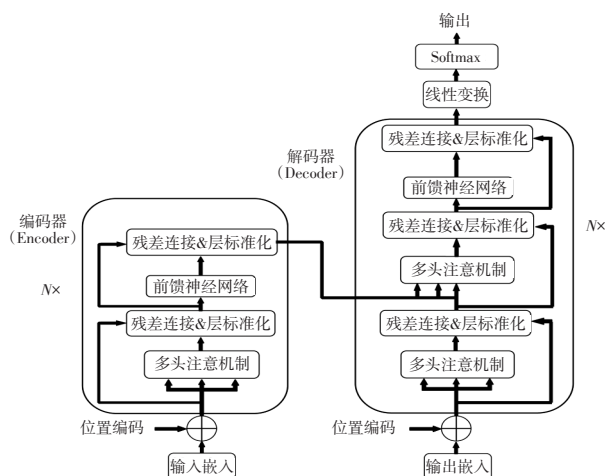 输出
Softmax
线性变换
残差连接&层标准化
解码器
(Decoder)
前馈神经网络
编码器
(Encoder)
残差连接&层标准化
N×
残差连接&层标准化
多头注意机制
N×
前馈神经网络
残差连接&层标准化
残差连接&层标准化
多头注意机制
多头注意机制
位置编码
位置编码
输入嵌入
输出嵌入